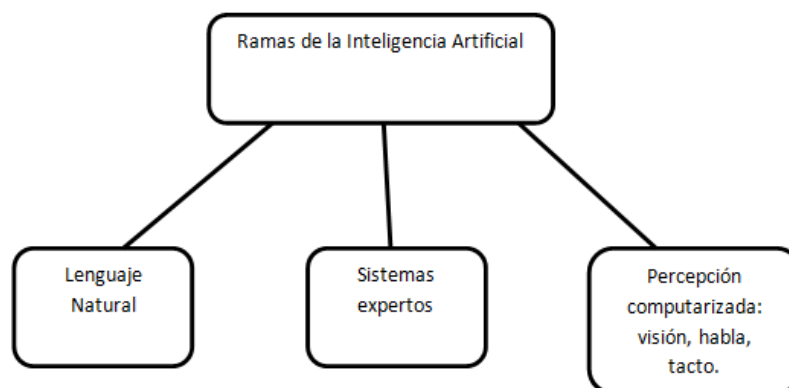 Ramas de la Inteligencia Artificial
Lenguaje
Natural
Sistemas
expertos
Percepción
computarizada:
visión, habla,
tacto.